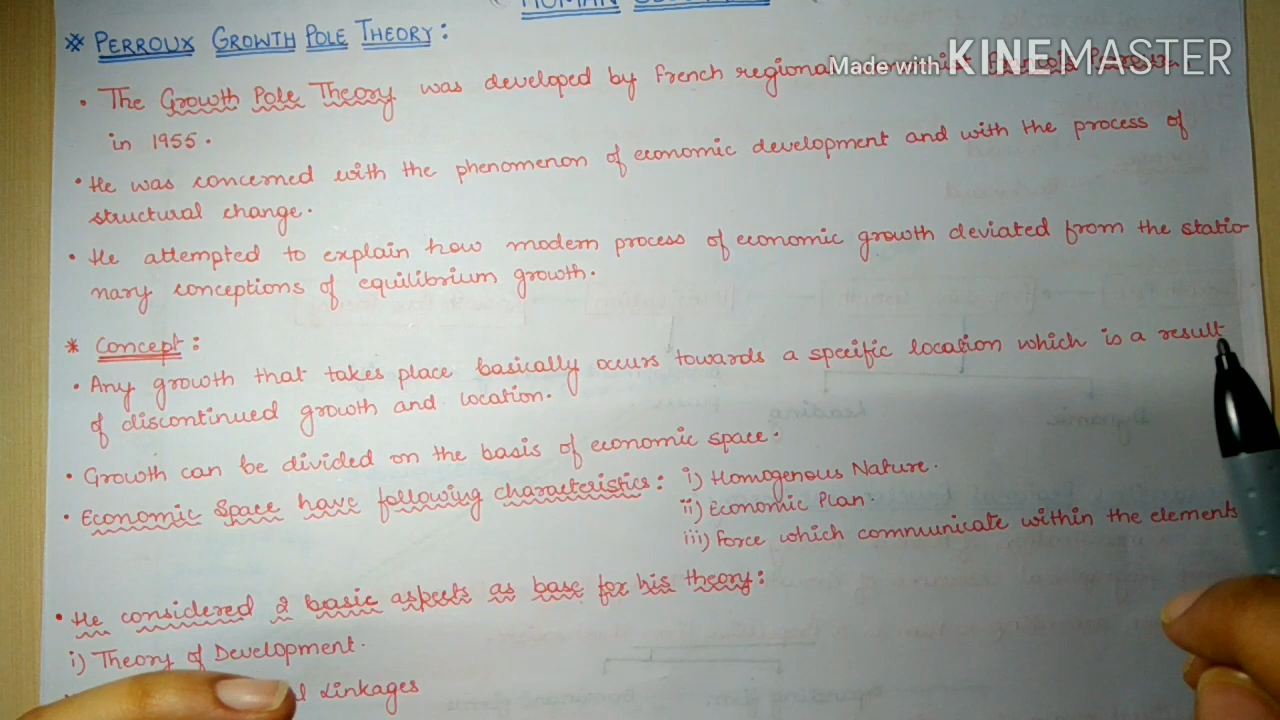 HUMAN
* PERROUX GROWTH POLE THEORY:
Made with KINEMASTER
• The Growth Pole Theory was developed by French regional
in 1955.
• He was concerned with the phenomenon of economic development and with the process of
structural change.
• He attempted to explain how modern process of economic growth deviated from the statio
nary conceptions of equilibrium growth.
* Concept:
• Any growth that takes place basically occurs towards a specific location which is a result
of discontinued growth and location.
• Growth can be divided on the basis of economic space.
• Economic Space have following characteristics: i) Homogenous Nature.
ii) Economic Plan
iii) Force which communicate within the elements
• He considered 2 basic aspects as base for his theory:
i) Theory of Development.
Linkages